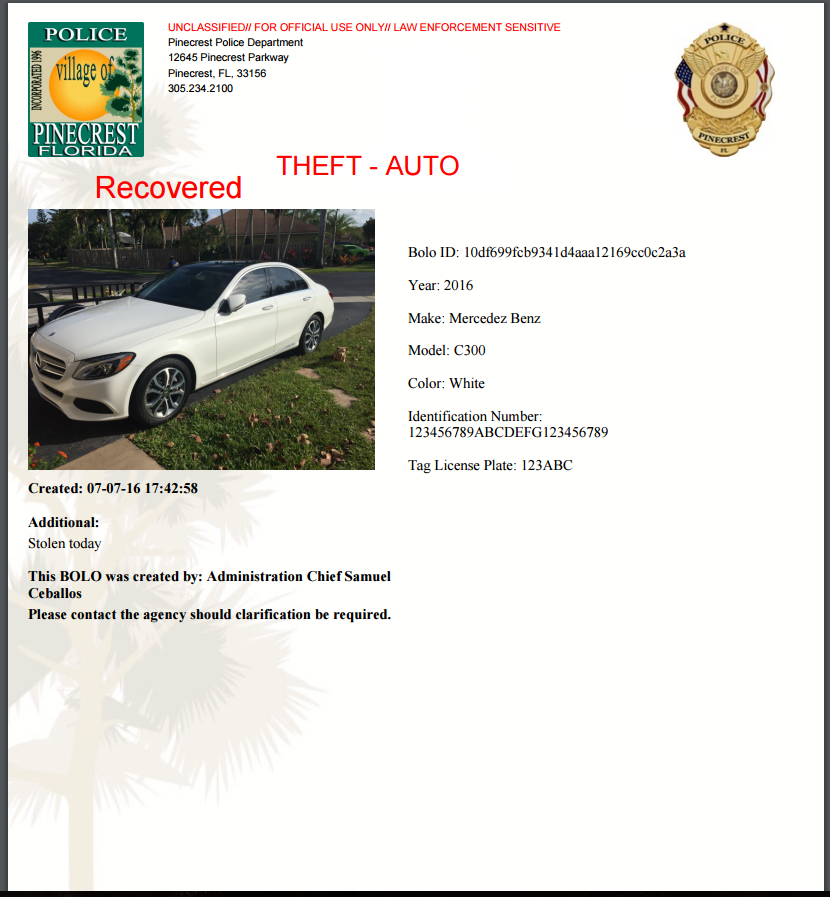 POLICE
INCORPORATED 1996
village of
PINECREST
FLORIDA
UNCLASSIFIED// FOR OFFICIAL USE ONLY// LAW ENFORCEMENT SENSITIVE
Pinecrest Police Department
12645 Pinecrest Parkway
Pinecrest, FL, 33156
305.234.2100
POLICE
PINECREST
FL
THEFT - AUTO
Recovered
Bolo ID: 10df699fcb9341d4aaa12169cc0c2a3a
Year: 2016
Make: Mercedez Benz
Model: C300
Color: White
Identification Number:
123456789ABCDEFG123456789
Tag License Plate: 123ABC
Created: 07-07-16 17:42:58
Additional:
Stolen today
This BOLO was created by: Administration Chief Samuel
Ceballos
Please contact the agency should clarification be required.